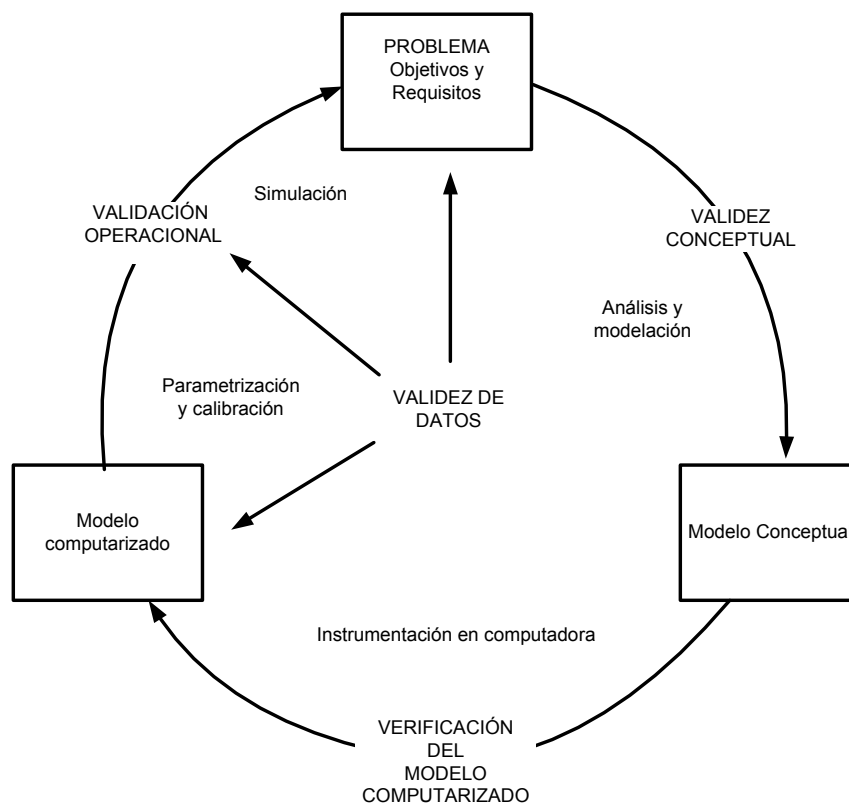 PROBLEMA
Objetivos y
Requisitos
Simulación
VALIDACIÓN
OPERACIONAL
VALIDEZ
CONCEPTUAL
Análisis y
modelación
Parametrización
y calibración
VALIDEZ DE
DATOS
Modelo
computarizado
Modelo Conceptua
Instrumentación en computadora
VERIFICACIÓN
DEL
MODELO
COMPUTARIZADO